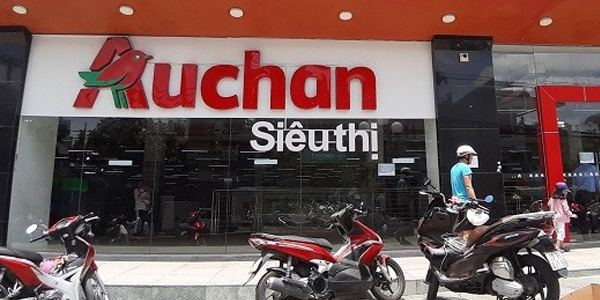 Auchan
Siêu thị